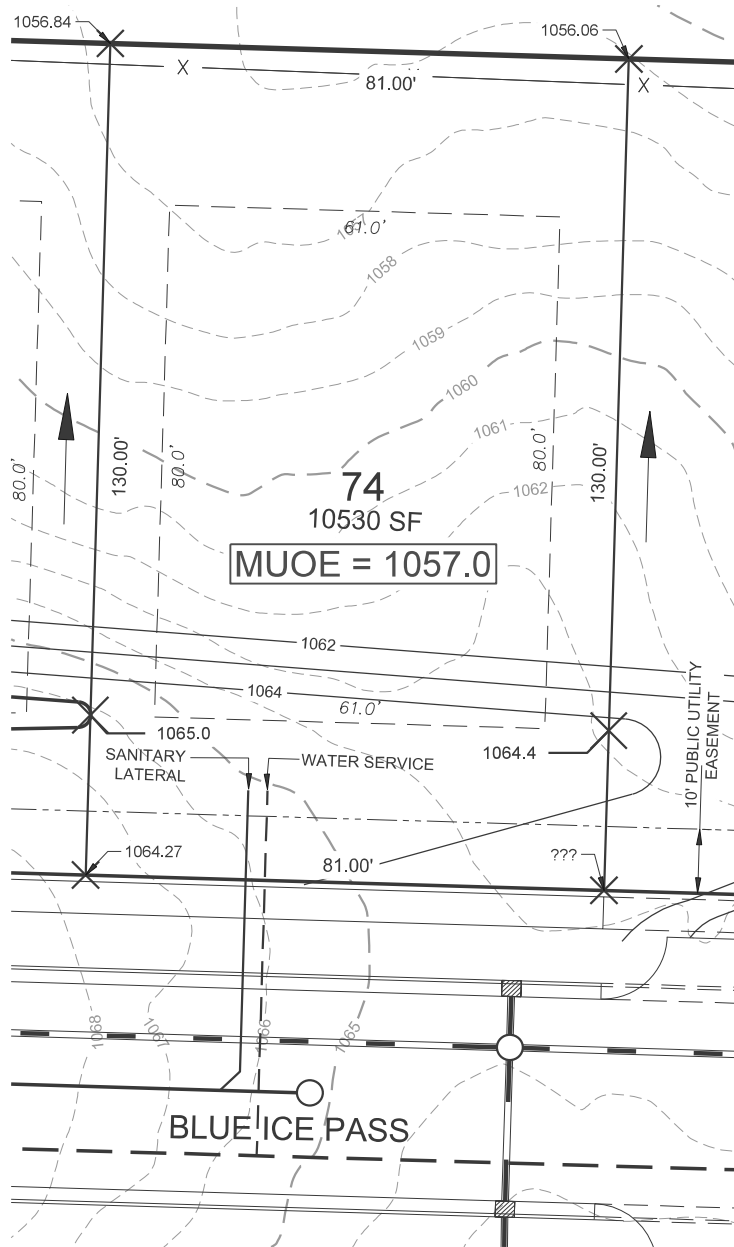 1056.84
1056.06
X
81.00'
X
61.0'
1057
1058
1059
1060
1061
1062
80.0'
130.00'
80.0'
80.0'
130.00'
74
10530 SF
MUOE = 1057.0
1062
1064
61.0'
1065.0
1064.4
SANITARY
LATERAL
WATER SERVICE
10' PUBLIC UTILITY
EASEMENT
1064.27
81.00'
???
1068
1067
1066
1065
BLUE ICE PASS